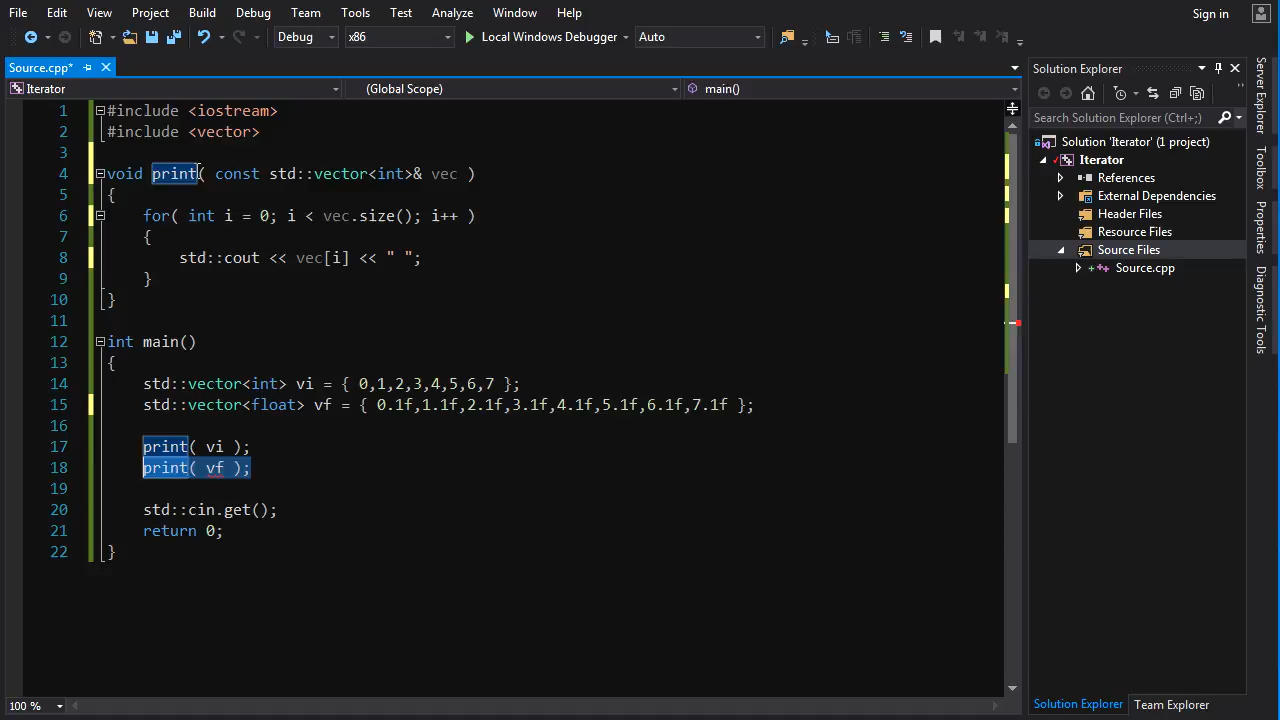 File Edit View Project Build Debug Team Tools Test Analyze Window Help Sign in
Debug x86 Local Windows Debugger Auto
Source.cpp* Solution Explorer
Iterator (Global Scope) main()
Search Solution Explorer (Ctrl+;)
Solution 'Iterator' (1 project)
Iterator
References
External Dependencies
Header Files
Resource Files
Source Files
Source.cpp
1 #include <iostream>
2 #include <vector>
3
4 void print( const std::vector<int>& vec )
5 {
6 for( int i = 0; i < vec.size(); i++ )
7 {
8 std::cout << vec[i] << " ";
9 }
10 }
11
12 int main()
13 {
14 std::vector<int> vi = { 0,1,2,3,4,5,6,7 };
15 std::vector<float> vf = { 0.1f,1.1f,2.1f,3.1f,4.1f,5.1f,6.1f,7.1f };
16
17 print( vi );
18 print( vf );
19
20 std::cin.get();
21 return 0;
22 }
Server Explorer
Toolbox
Properties
Diagnostic Tools
100 %
Solution Explorer Team Explorer